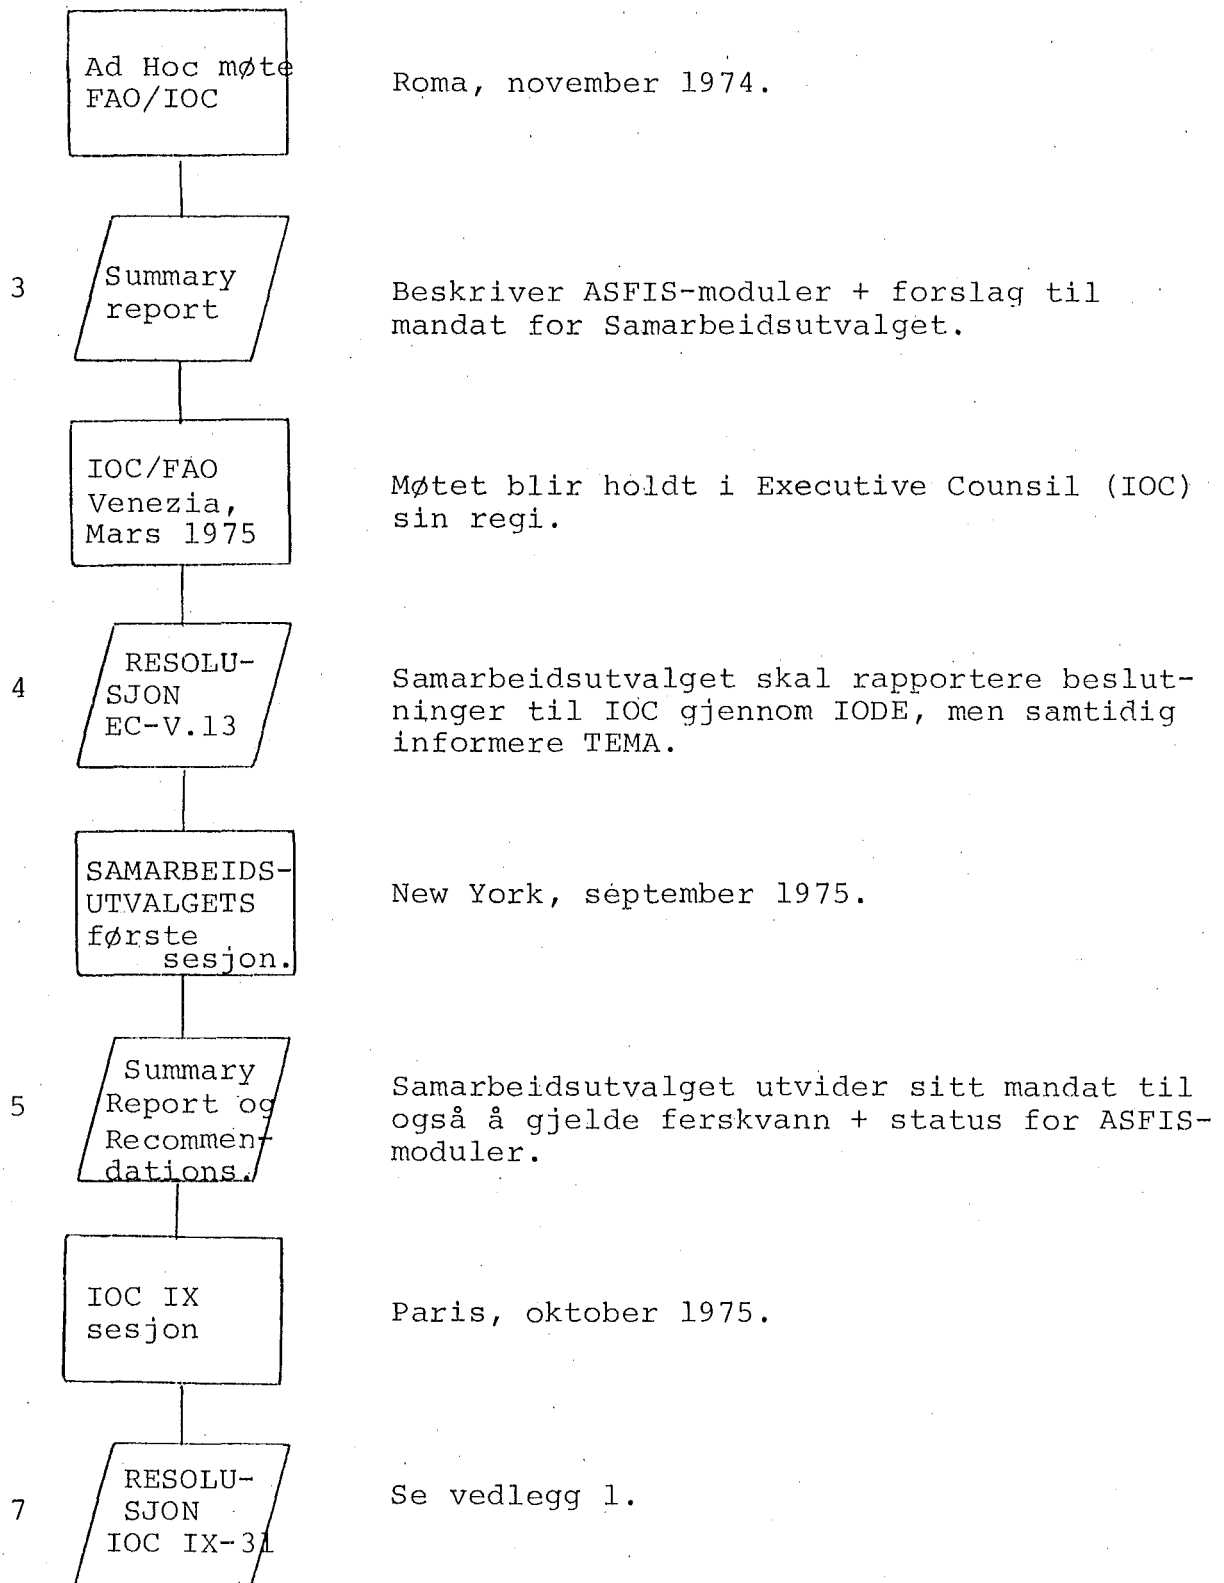 Ad Hoc møte
FAO/IOC
Roma, november 1974.
3
Summary
report
Beskriver ASFIS-moduler + forslag til
mandat for Samarbeidsutvalget.
IOC/FAO
Venezia,
Mars 1975
Møtet blir holdt i Executive Counsil (IOC)
sin regi.
4
RESOLU-
SJON
EC-V.13
Samarbeidsutvalget skal rapportere beslut-
ninger til IOC gjennom IODE, men samtidig
informere TEMA.
SAMARBEIDS-
UTVALGETS
første
sesjon.
New York, september 1975.
5
Summary
Report og
Recommen-
dations.
Samarbeidsutvalget utvider sitt mandat til
også å gjelde ferskvann + status for ASFIS-
moduler.
IOC IX
sesjon
Paris, oktober 1975.
7
RESOLU-
SJON
IOC IX-31
Se vedlegg 1.